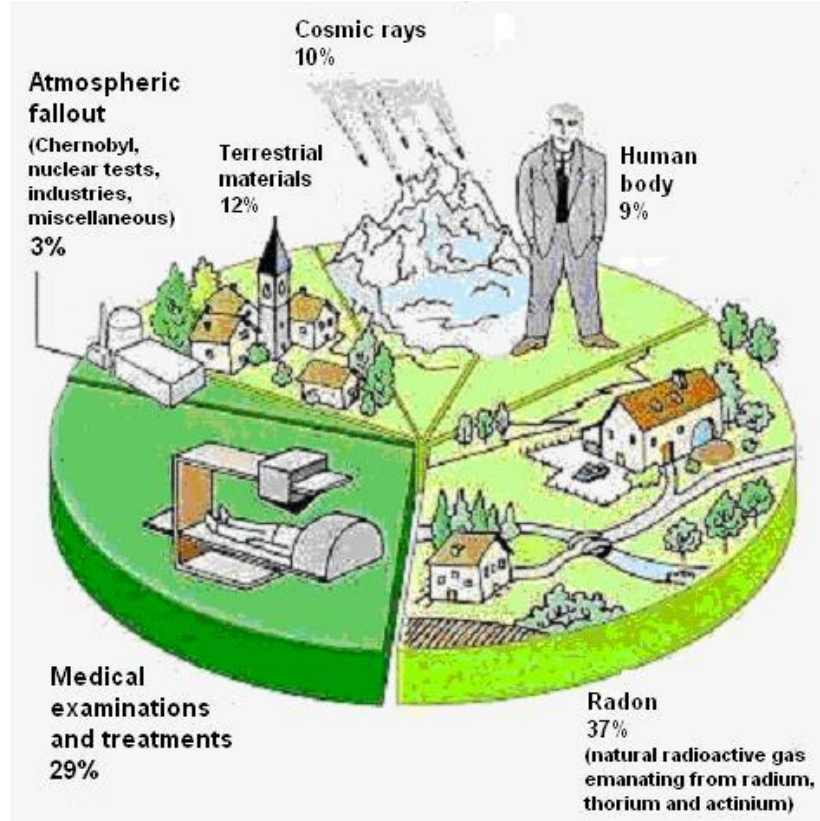 Cosmic rays
10%
Atmospheric
fallout
(Chernobyl,
nuclear tests,
industries,
miscellaneous)
3%
Terrestrial
materials
12%
Human
body
9%
Medical
examinations
and treatments
29%
Radon
37%
(natural radioactive gas
emanating from radium,
thorium and actinium)